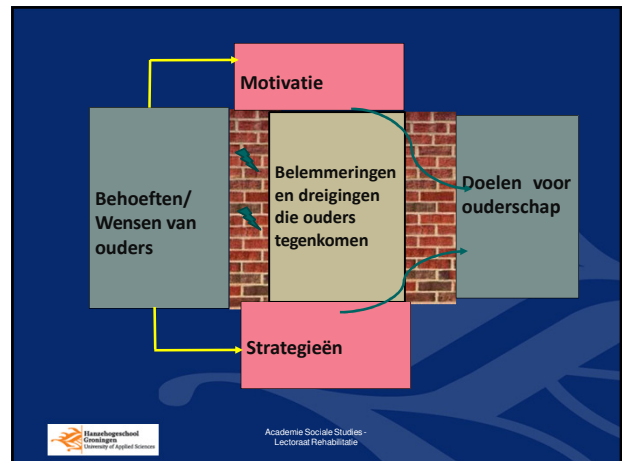 Motivatie
Behoeften/
Wensen van
ouders
Belemmeringen
en dreigingen
die ouders
tegenkomen
Doelen voor
ouderschap
Strategieën
Hanzehogeschool
Groningen
University of Applied Sciences
Academie Sociale Studies -
Lectoraat Rehabilitatie